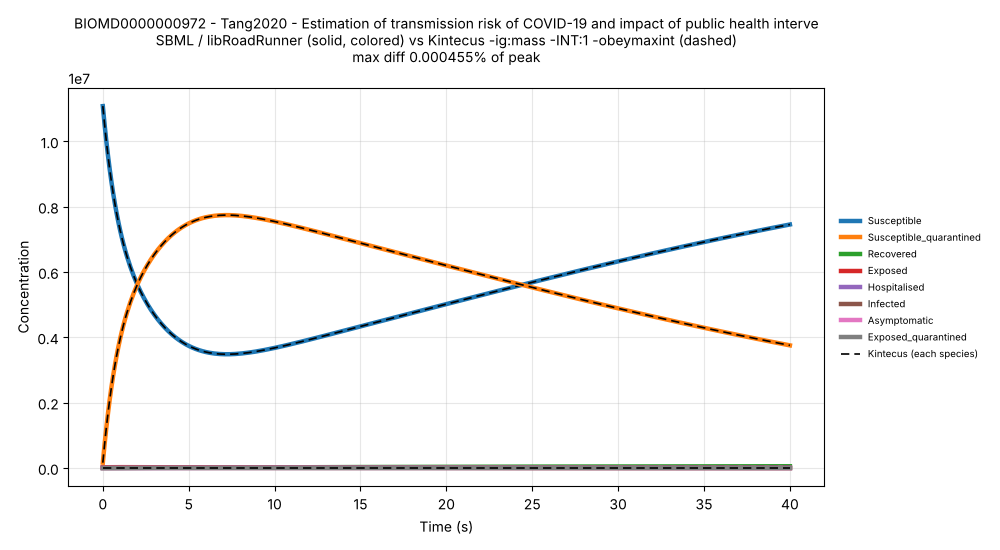 BIOMD0000000972 - Tang2020 - Estimation of transmission risk of COVID-19 and impact of public health interve
SBML / libRoadRunner (solid, colored) vs Kintecus -ig:mass -INT:1 -obeymaxint (dashed)
max diff 0.000455% of peak
1e7
1.0
0.8
0.6
0.4
0.2
0.0
Concentration
0 5 10 15 20 25 30 35 40
Time (s)
Susceptible
Susceptible_quarantined
Recovered
Exposed
Hospitalised
Infected
Asymptomatic
Exposed_quarantined
Kintecus (each species)